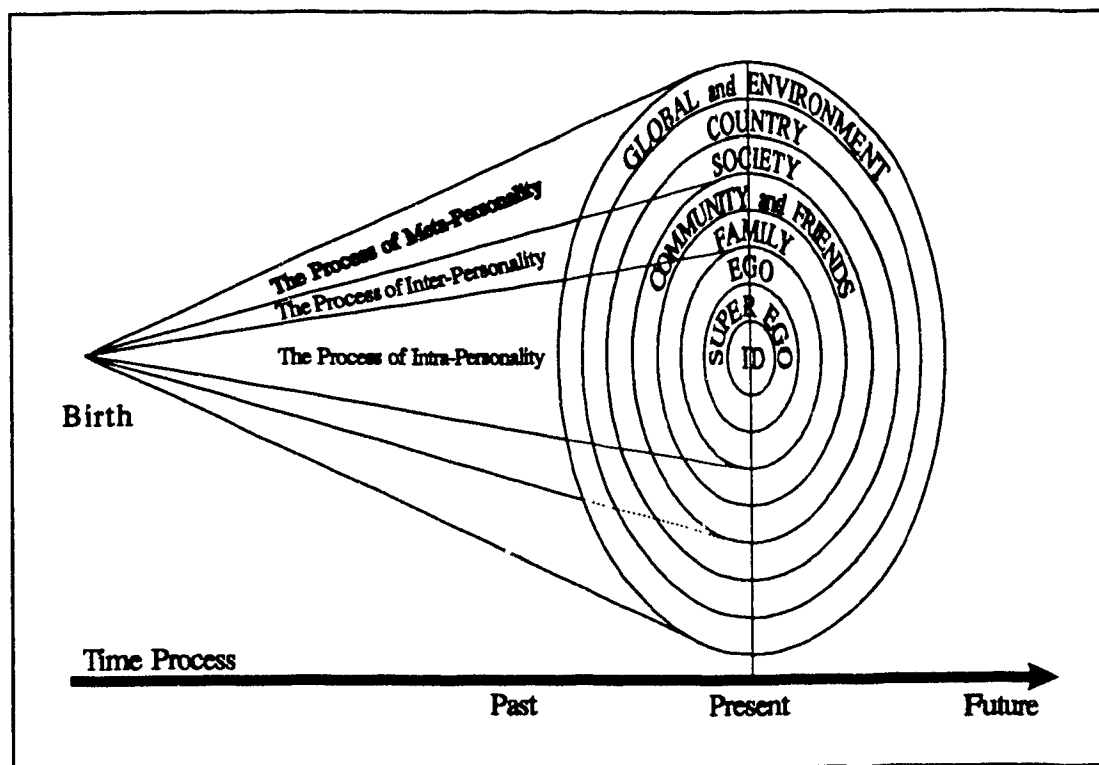 GLOBAL and ENVIRONMENT
COUNTRY
SOCIETY
COMMUNITY and FRIENDS
FAMILY
EGO
SUPER EGO
ID
The Process of Meta-Personality
The Process of Inter-Personality
The Process of Intra-Personality
Birth
Time Process
Past
Present
Future